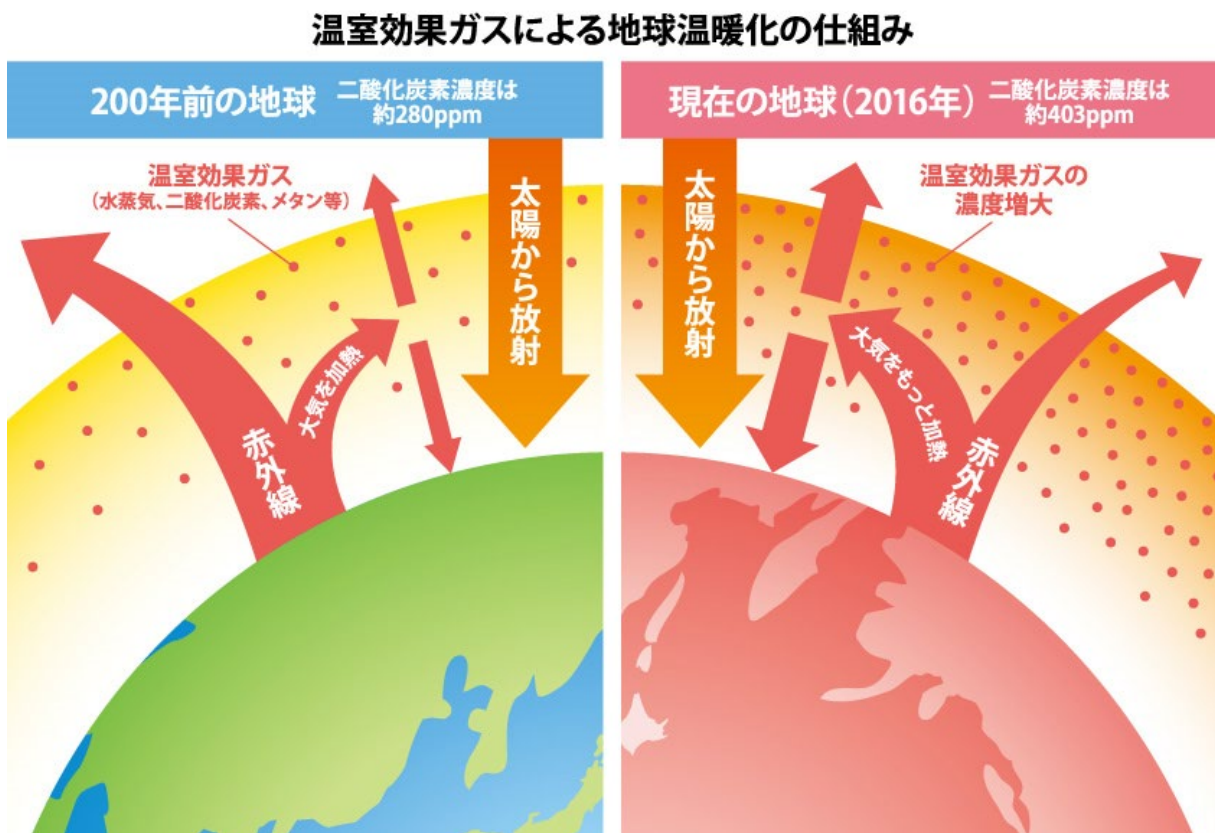 温室効果ガスによる地球温暖化の仕組み
200年前の地球
二酸化炭素濃度は
約280ppm
温室効果ガス
(水蒸気、二酸化炭素、メタン等)
太陽から放射
大気を加熱
赤外線
現在の地球(2016年)
二酸化炭素濃度は
約403ppm
太陽から放射
温室効果ガスの
濃度増大
大気をもっと加熱
赤外線